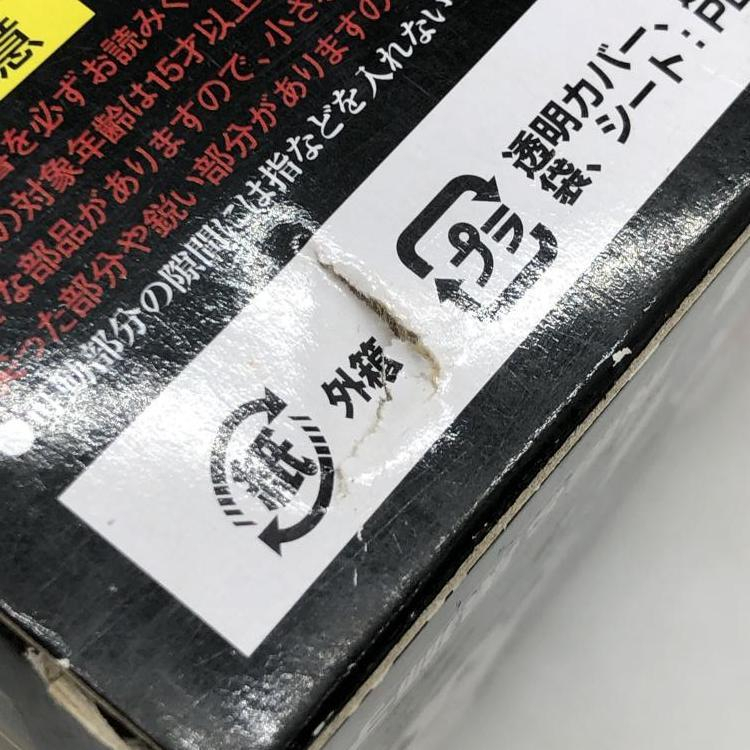 意
書を必ずお読みく
の対象年齢は15才以上
な部品がありますので、小さ
った部分や鋭い部分がありますの
可動部分の隙間には指などを入れない
紙
外箱
プラ
透明カバー、
袋、シート：PE